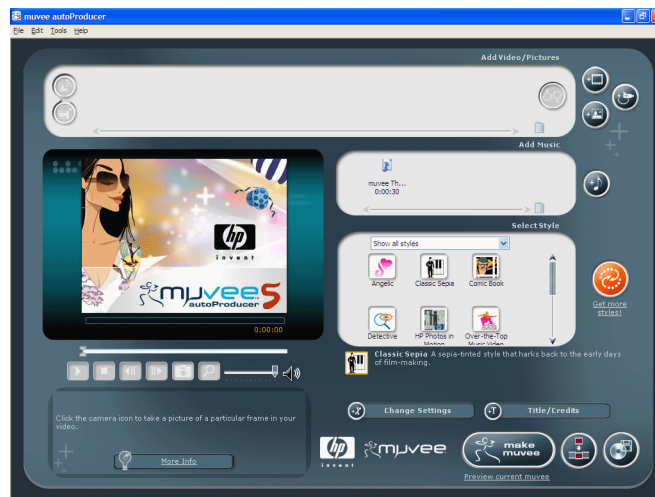 muvee autoProducer
File Edit Tools Help
Add Video/Pictures
Add Music
muvee Th...
0:00:30
Select Style
Show all styles
Angelic
Classic Sepia
Comic Book
Detective
HP Photos in Motion
Over-the-Top Music Video
Get more styles!
Classic Sepia A sepia-tinted style that harks back to the early days
of film-making.
hp
invent
muvee 5
autoProducer
0:00:00
Click the camera icon to take a picture of a particular frame in your
video.
More Info
Change Settings
Title/Credits
hp
invent
muvee
make
muvee
Preview current muvee